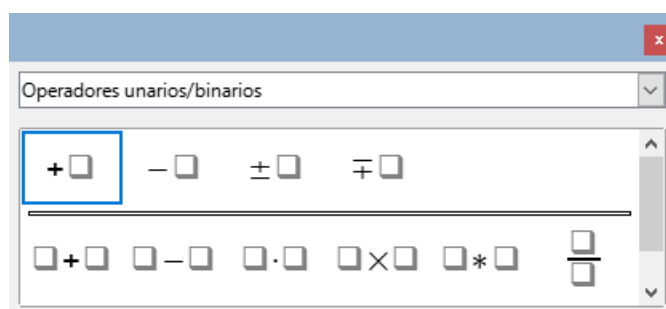 x
Operadores unarios/binarios
+□ −□ ±□ ∓□
□+□ □−□ □·□ □×□ □∗□ □/□